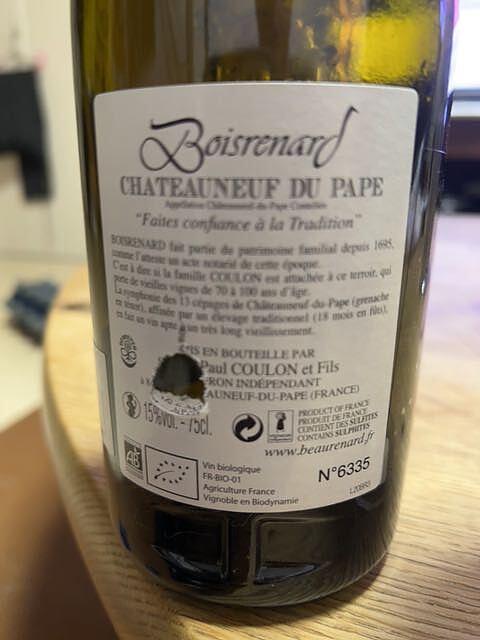 Boisrenard
CHATEAUNEUF DU PAPE
Appellation Châteauneuf-du-Pape Contrôlée
"Faites confiance à la Tradition"
BOISRENARD fait partie du patrimoine familial depuis 1695,
comme l'atteste un acte notarié de cette époque.
C'est à dire si la famille COULON est attachée à ce terroir, qui
porte de vieilles vignes de 70 à 100 ans d'âge.
La symphonie des 13 cépages de Châteauneuf-du-Pape (grenache
en ténor), affinée par un élevage traditionnel (18 mois en fûts),
en fait un vin apte un très long vieillissement.
IS EN BOUTEILLE PAR
Paul COULON et Fils
ERON INDÉPENDANT
EAUNEUF-DU-PAPE (FRANCE)
15%vol. - 75cl.
PRODUCT OF FRANCE
PRODUIT DE FRANCE
CONTIENT DES SULFITES
CONTAINS SULPHITES
www.beaurenard.fr
AB
Vin biologique
FR-BIO-01
Agriculture France
Vignoble en Biodynamie
N°6335